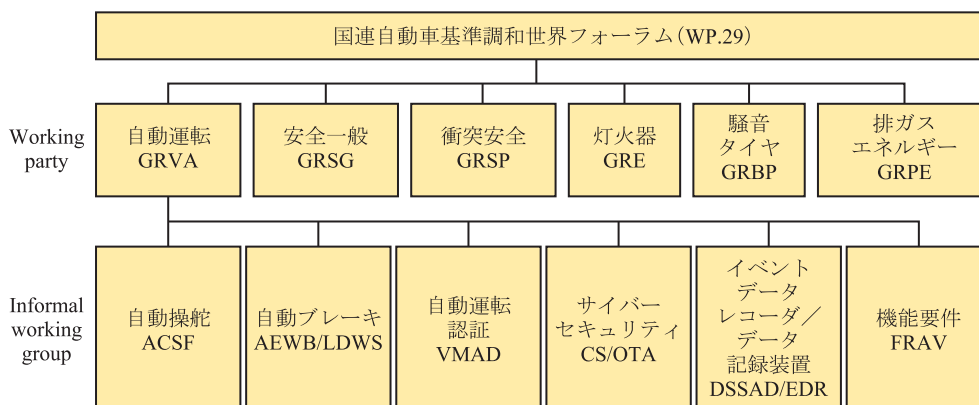 国連自動車基準調和世界フォーラム(WP.29)
Working
party
自動運転
GRVA
安全一般
GRSG
衝突安全
GRSP
灯火器
GRE
騒音
タイヤ
GRBP
排ガス
エネルギー
GRPE
Informal
working
group
自動操舵
ACSF
自動ブレーキ
AEWB/LDWS
自動運転
認証
VMAD
サイバー
セキュリティ
CS/OTA
イベント
データ
レコーダ／
データ
記録装置
DSSAD/EDR
機能要件
FRAV